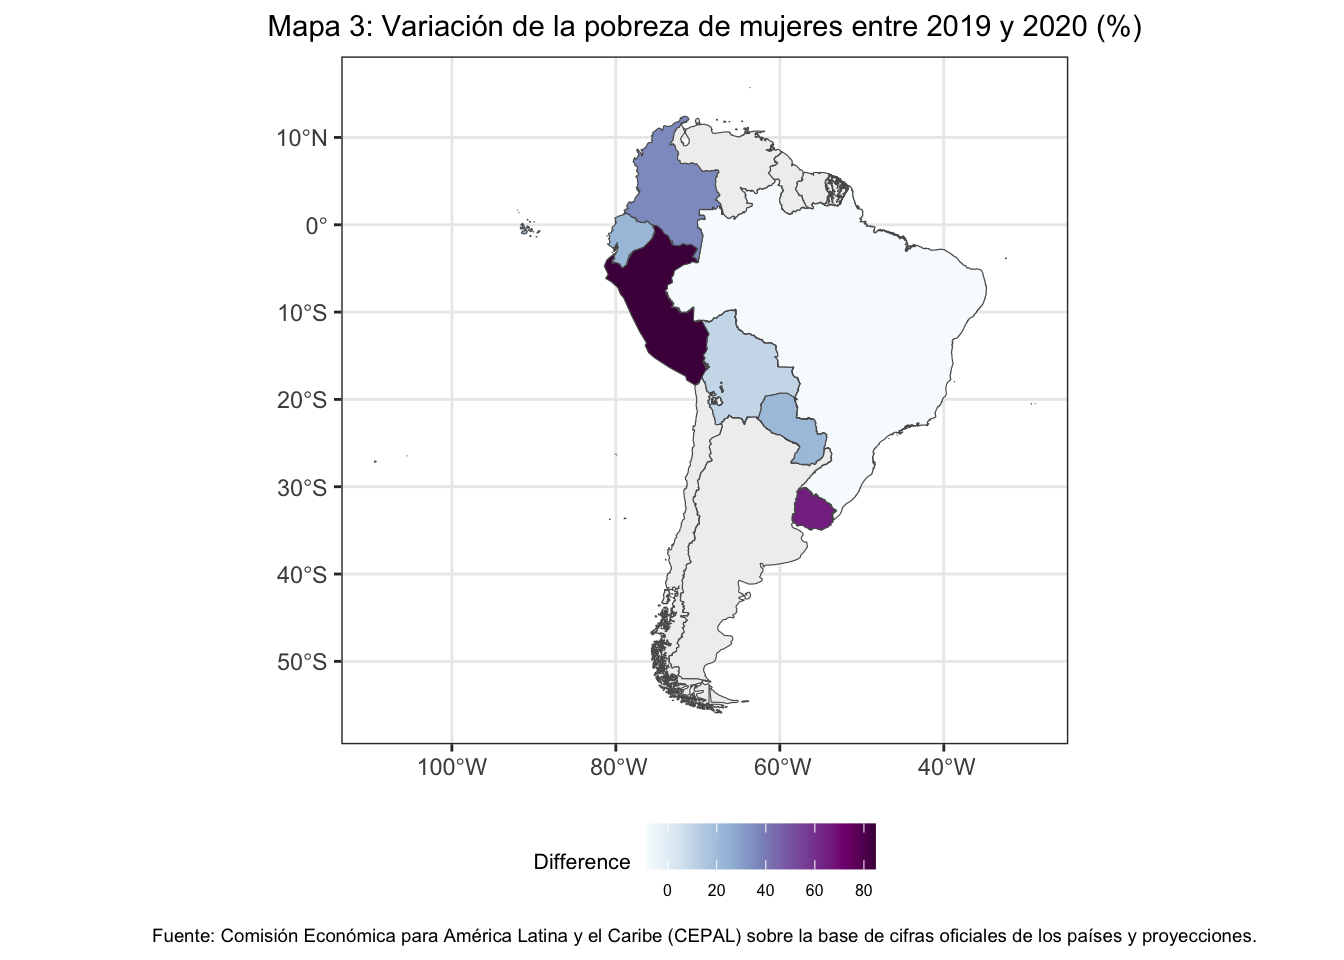 Mapa 3: Variación de la pobreza de mujeres entre 2019 y 2020 (%)
10°N
0°
10°S
20°S
30°S
40°S
50°S
100°W 80°W 60°W 40°W
Difference
0 20 40 60 80
Fuente: Comisión Económica para América Latina y el Caribe (CEPAL) sobre la base de cifras oficiales de los países y proyecciones.